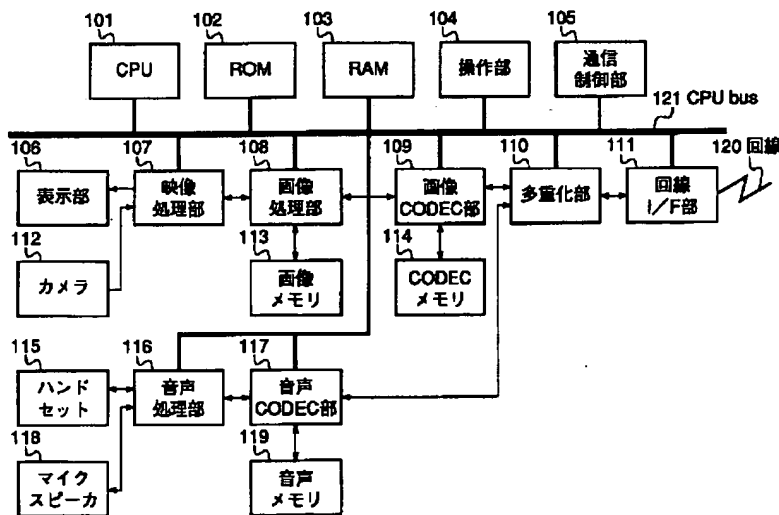 101
102
103
104
105
CPU
ROM
RAM
操作部
通信
制御部
121 CPU bus
106
107
108
109
110
111
120 回線
表示部
映像
処理部
画像
処理部
画像
CODEC部
多重化部
回線
I/F部
112
113
114
カメラ
画像
メモリ
CODEC
メモリ
115
116
117
ハンド
セット
音声
処理部
音声
CODEC部
118
119
マイク
スピーカ
音声
メモリ